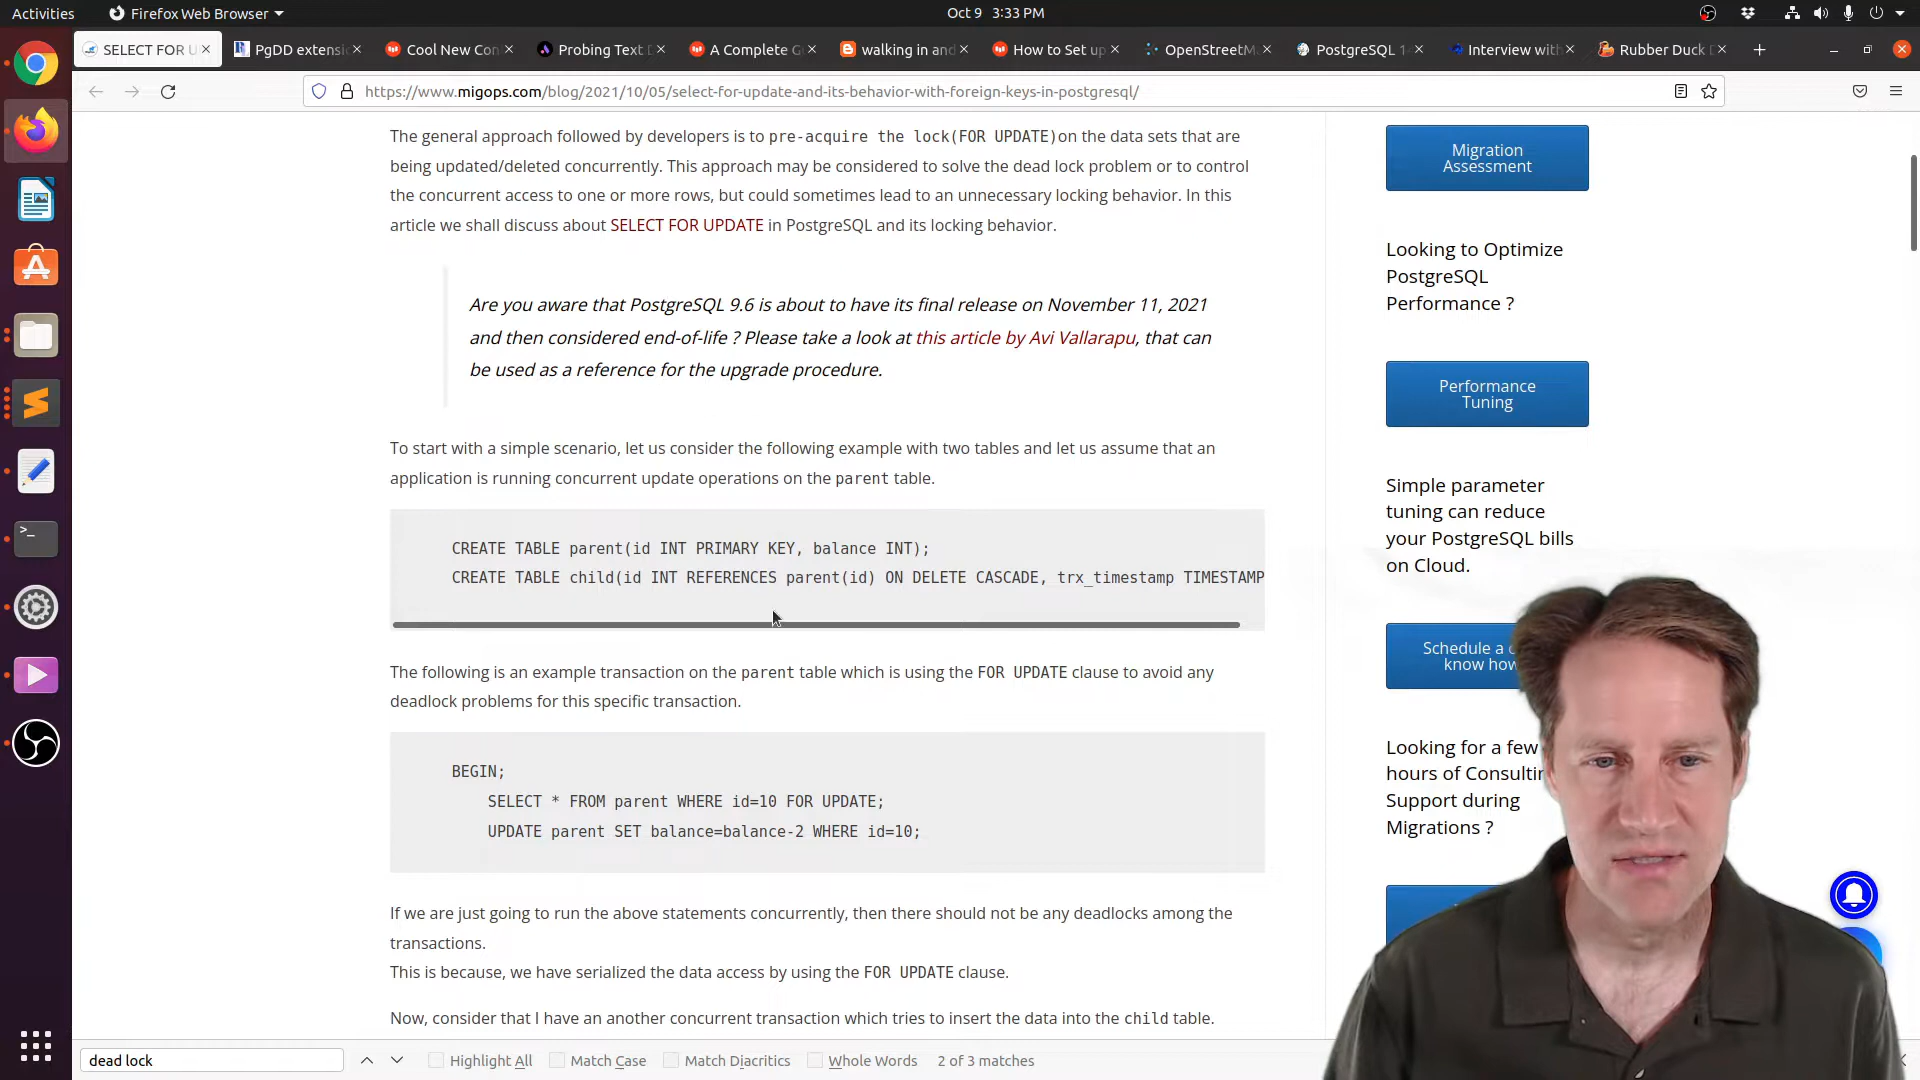 Activities
Firefox Web Browser
Oct 9 3:33 PM
SELECT FOR U
PgDD extensi
Cool New Con
Probing Text D
A Complete G
walking in and
How to Set up
OpenStreetM
PostgreSQL 14
Interview with
Rubber Duck D
https://www.migops.com/blog/2021/10/05/select-for-update-and-its-behavior-with-foreign-keys-in-postgresql/
The general approach followed by developers is to pre-acquire the lock(FOR UPDATE)on the data sets that are
being updated/deleted concurrently. This approach may be considered to solve the dead lock problem or to control
the concurrent access to one or more rows, but could sometimes lead to an unnecessary locking behavior. In this
article we shall discuss about SELECT FOR UPDATE in PostgreSQL and its locking behavior.
Are you aware that PostgreSQL 9.6 is about to have its final release on November 11, 2021
and then considered end-of-life ? Please take a look at this article by Avi Vallarapu, that can
be used as a reference for the upgrade procedure.
To start with a simple scenario, let us consider the following example with two tables and let us assume that an
application is running concurrent update operations on the parent table.
CREATE TABLE parent(id INT PRIMARY KEY, balance INT);
CREATE TABLE child(id INT REFERENCES parent(id) ON DELETE CASCADE, trx_timestamp TIMESTAMP
The following is an example transaction on the parent table which is using the FOR UPDATE clause to avoid any
deadlock problems for this specific transaction.
BEGIN;
SELECT * FROM parent WHERE id=10 FOR UPDATE;
UPDATE parent SET balance=balance-2 WHERE id=10;
If we are just going to run the above statements concurrently, then there should not be any deadlocks among the
transactions.
This is because, we have serialized the data access by using the FOR UPDATE clause.
Now, consider that I have an another concurrent transaction which tries to insert the data into the child table.
Migration
Assessment
Looking to Optimize
PostgreSQL
Performance ?
Performance
Tuning
Simple parameter
tuning can reduce
your PostgreSQL bills
on Cloud.
Schedule a
know how
Looking for a few
hours of Consulting
Support during
Migrations ?
dead lock
Highlight All
Match Case
Match Diacritics
Whole Words
2 of 3 matches